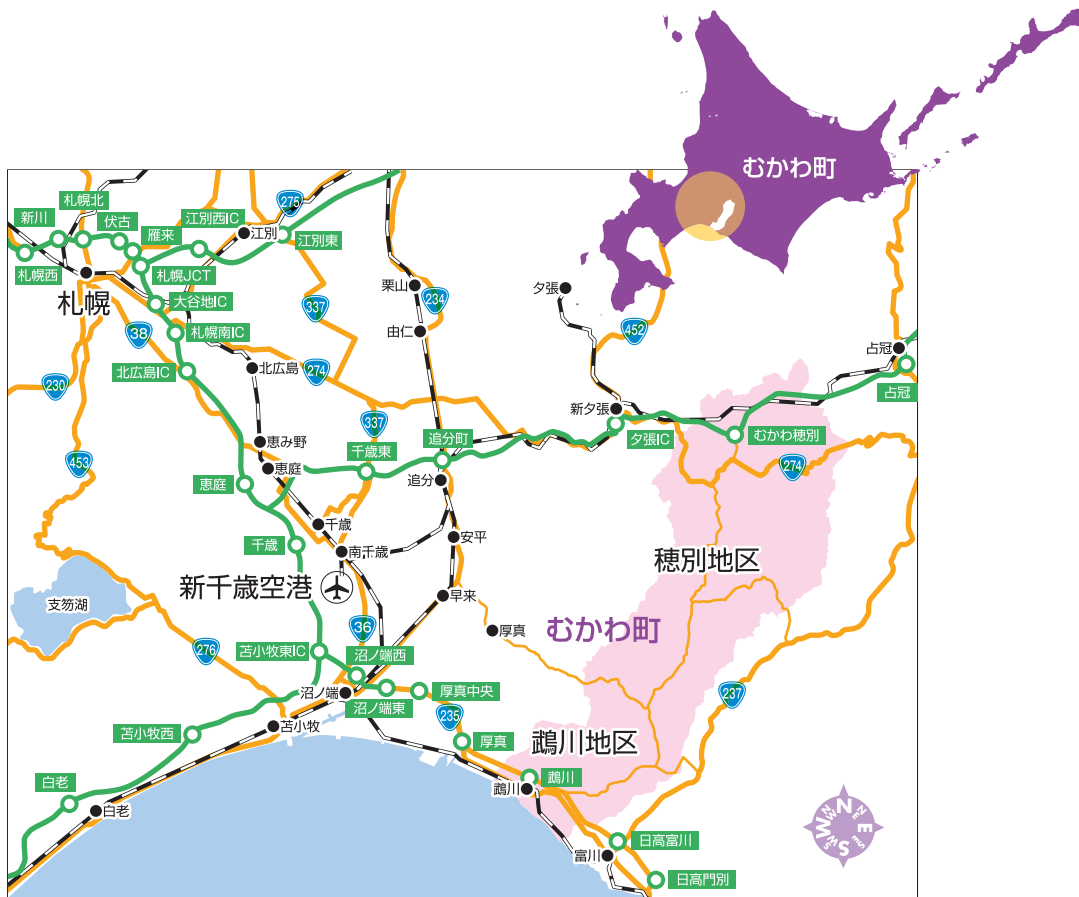 むかわ町
札幌北
新川
伏古
江別西IC
275
雁来
江別
江別東
札幌西
札幌JCT
札幌
大谷地IC
栗山
234
夕張
337
38
札幌南IC
由仁
452
占冠
北広島IC
北広島
274
230
占冠
新夕張
337
追分町
夕張IC
むかわ穂別
恵み野
千歳東
453
恵庭
274
恵庭
追分
千歳
千歳
安平
南千歳
穂別地区
新千歳空港
支笏湖
早来
36
厚真
むかわ町
276
苫小牧東IC
沼ノ端西
沼ノ端
厚真中央
237
沼ノ端東
235
苫小牧西
苫小牧
厚真
鵡川地区
白老
鵡川
鵡川
白老
日高富川
富川
日高門別
N
NE
E
ES
S
SW
W
WN